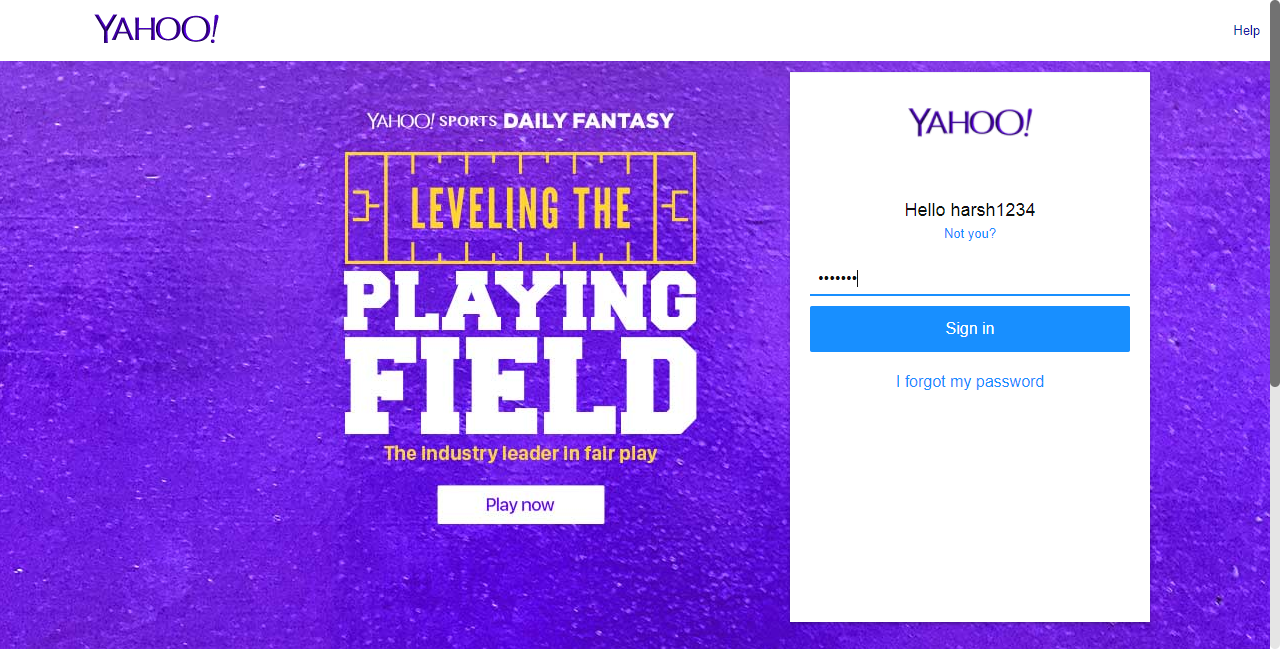 YAHOO!
Help
YAHOO! SPORTS DAILY FANTASY
LEVELING THE
PLAYING
FIELD
The industry leader in fair play
Play now
YAHOO!
Hello harsh1234
Not you?
•••••••
Sign in
I forgot my password